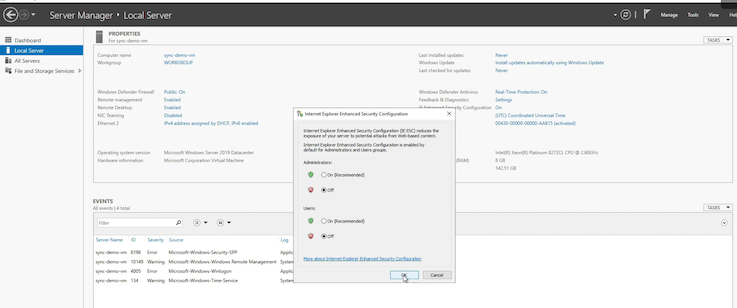 Server Manager • Local Server
Manage Tools View
Dashboard
Local Server
All Servers
File and Storage Services
PROPERTIES
For sync-demo-vm
TASKS
Computer name sync-demo-vm
Workgroup WORKGROUP
Last installed updates Never
Windows Update Install updates automatically using Windows Update
Last checked for updates Never
Windows Defender Firewall Public: On
Remote management Enabled
Remote Desktop Enabled
NIC Teaming Disabled
Ethernet 2 IPv4 address assigned by DHCP, IPv6 enabled
Windows Defender Antivirus Real-Time Protection: On
Feedback & Diagnostics Settings
Enhanced Security Configuration On
(UTC) Coordinated Universal Time
00430-00000-00000-AA815 (activated)
Operating system version Microsoft Windows Server 2019 Datacenter
Hardware information Microsoft Corporation Virtual Machine
Intel(R) Xeon(R) Platinum 8272CL CPU @ 2.60GHz
(RAM) 8 GB
142.51 GB
Internet Explorer Enhanced Security Configuration
Internet Explorer Enhanced Security Configuration (IE ESC) reduces the
exposure of your server to potential attacks from Web-based content.
Internet Explorer Enhanced Security Configuration is enabled by
default for Administrators and Users groups.
Administrators:
On (Recommended)
Off
Users:
On (Recommended)
Off
More about Internet Explorer Enhanced Security Configuration
OK Cancel
EVENTS
All events | 4 total
TASKS
Filter
Server Name ID Severity Source Log
sync-demo-vm 8198 Error Microsoft-Windows-Security-SPP
sync-demo-vm 10149 Warning Microsoft-Windows-Windows Remote Management
sync-demo-vm 4005 Error Microsoft-Windows-Winlogon
sync-demo-vm 134 Warning Microsoft-Windows-Time-Service